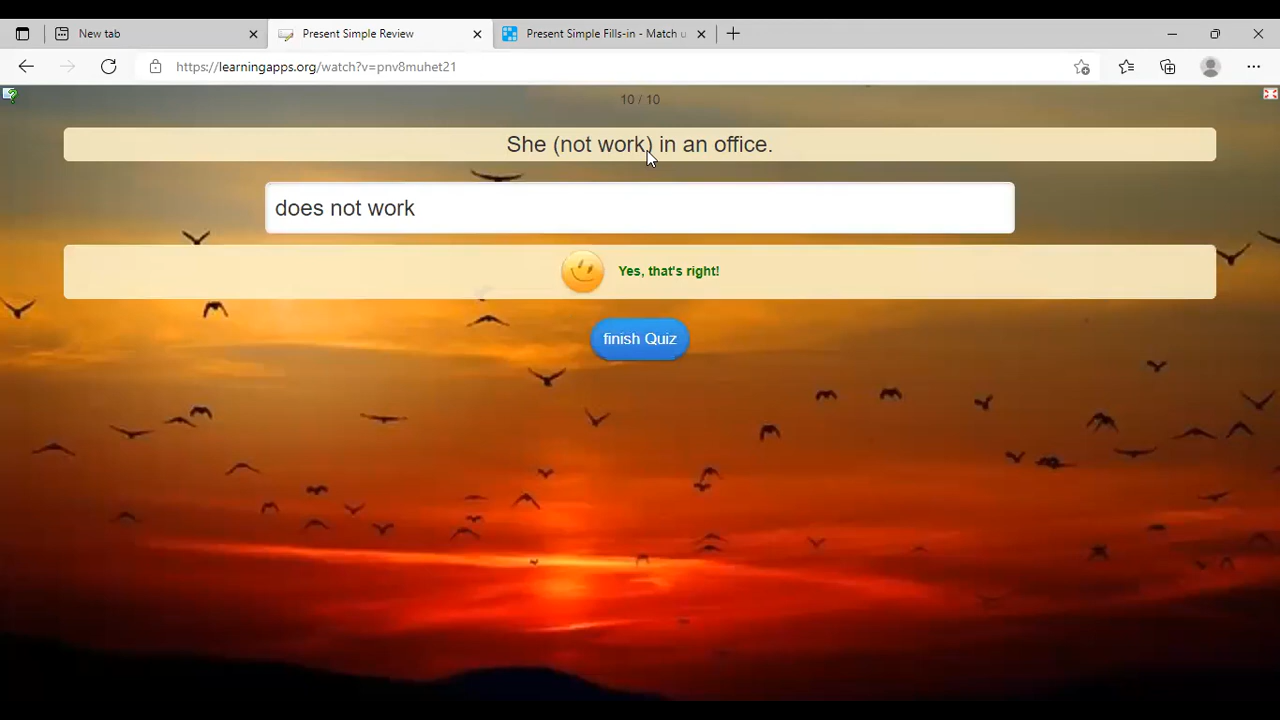 New tab
Present Simple Review
Present Simple Fills-in - Match u
https://learningapps.org/watch?v=pnv8muhet21
10 / 10
She (not work) in an office.
does not work
Yes, that's right!
finish Quiz